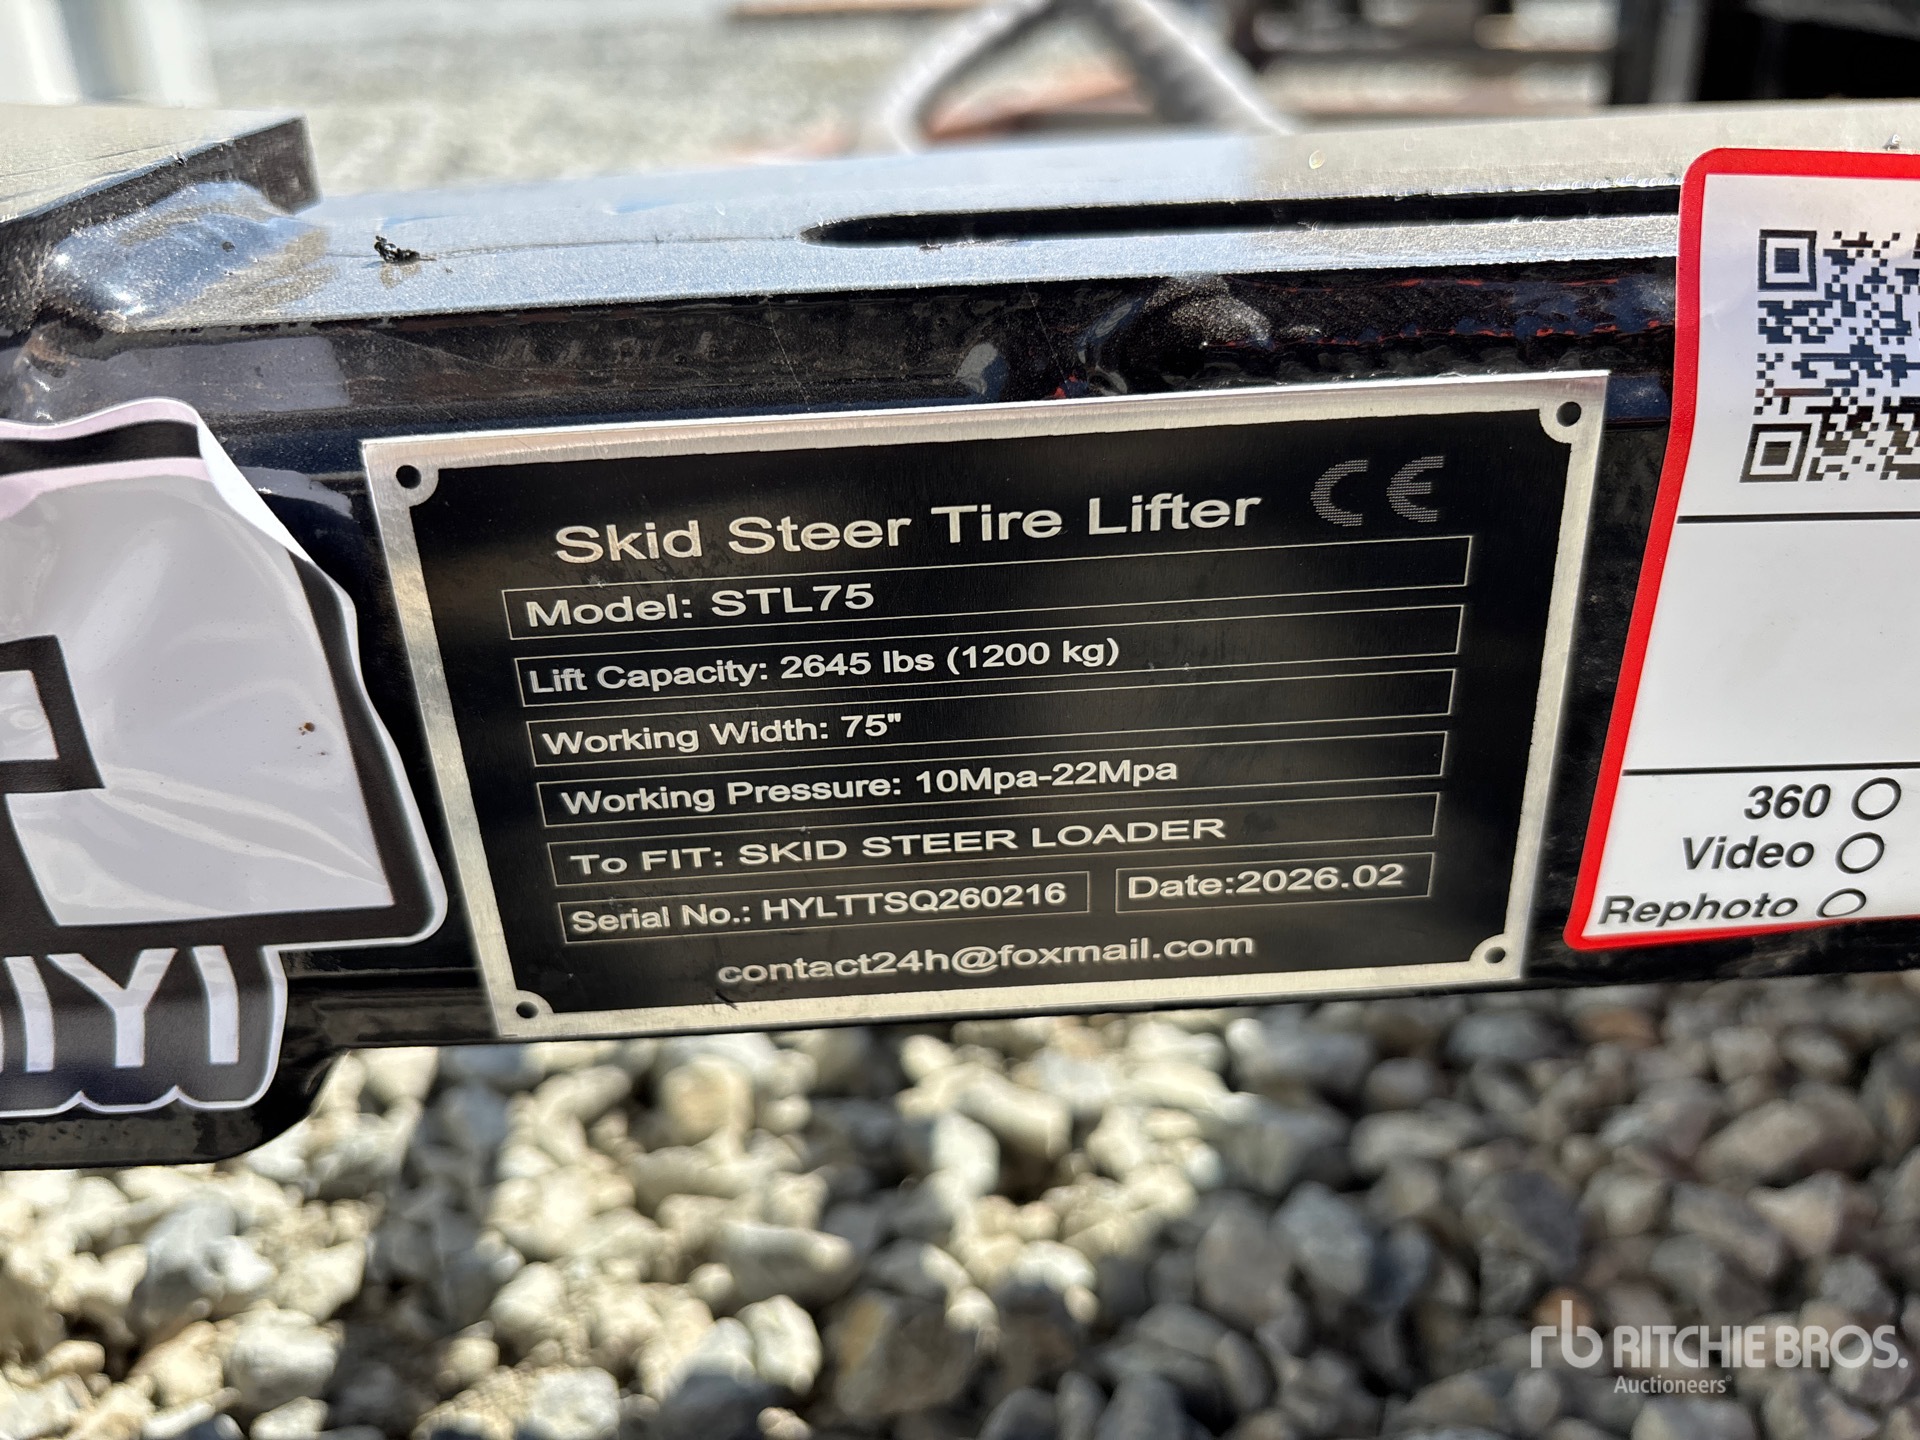 Skid Steer Tire Lifter CE
Model: STL75
Lift Capacity: 2645 lbs (1200 kg)
Working Width: 75"
Working Pressure: 10Mpa-22Mpa
To FIT: SKID STEER LOADER
Serial No.: HYLTTSQ260216 Date:2026.02
contact24h@foxmail.com
360
Video
Rephoto
rb RITCHIE BROS.
Auctioneers